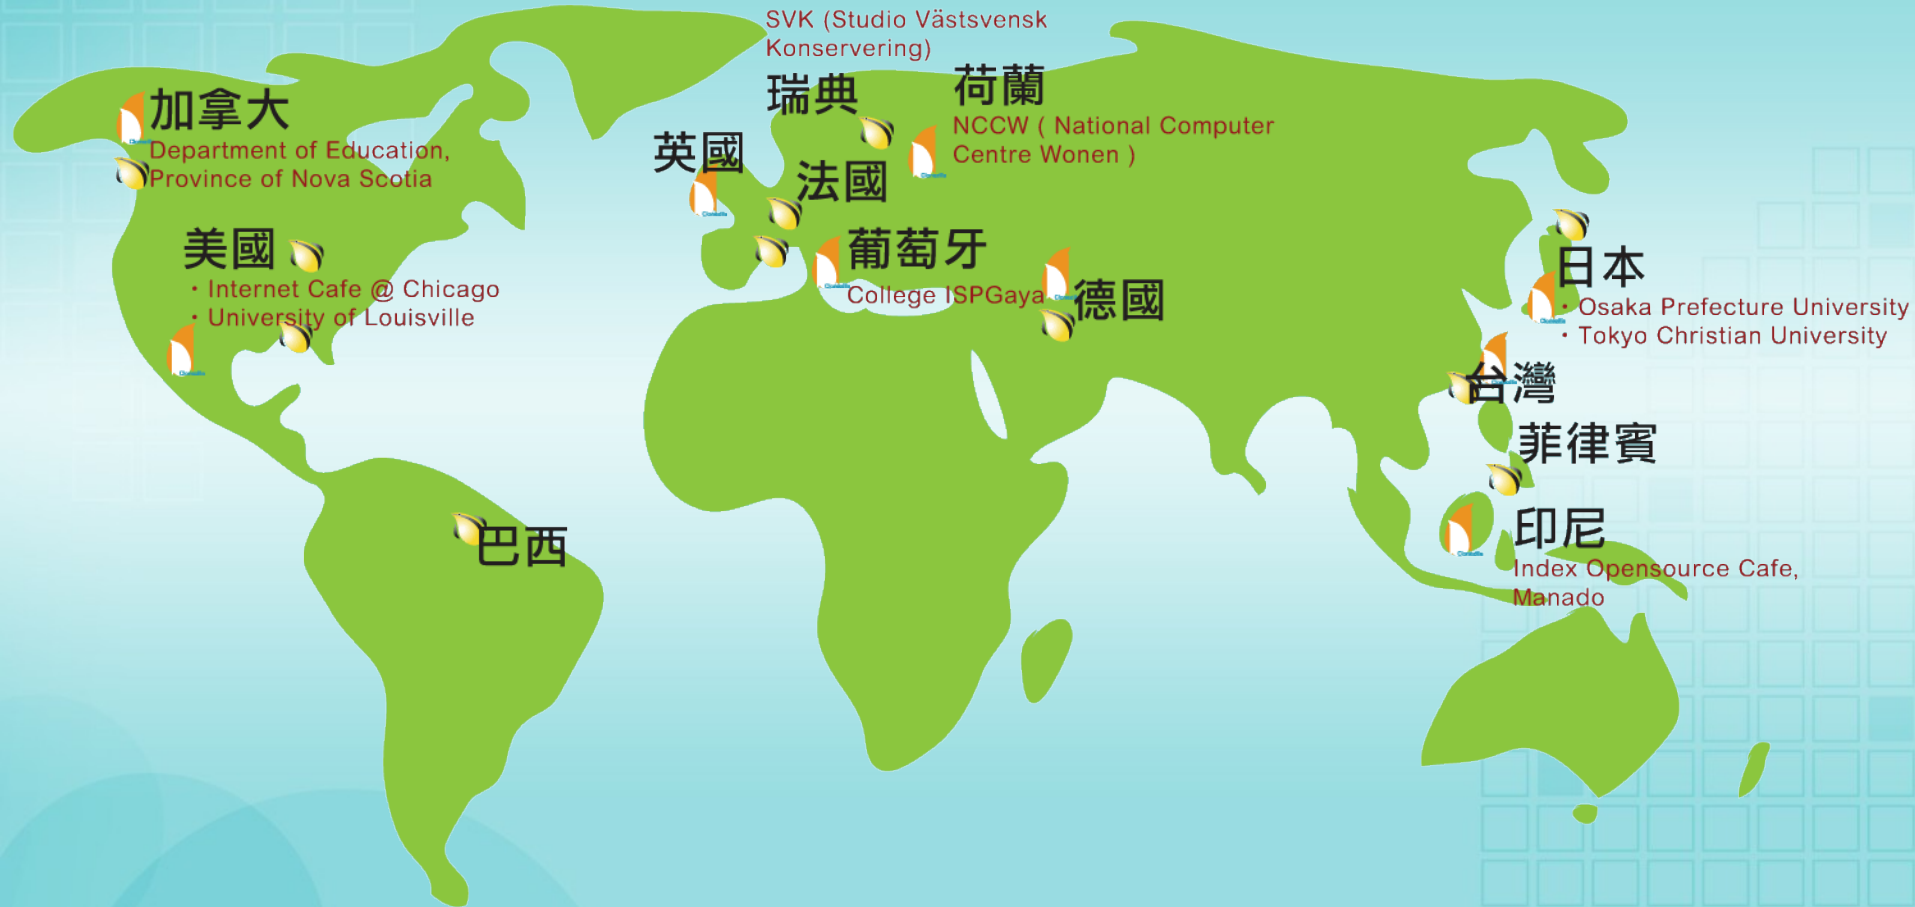 SVK (Studio Västsvensk
Konservering)
瑞典
荷蘭
NCCW ( National Computer
Centre Wonen )
加拿大
Department of Education,
Province of Nova Scotia
英國
法國
美國
・Internet Cafe @ Chicago
・University of Louisville
葡萄牙
College ISPGaya
德國
日本
・Osaka Prefecture University
・Tokyo Christian University
台灣
菲律賓
印尼
Index Opensource Cafe,
Manado
巴西